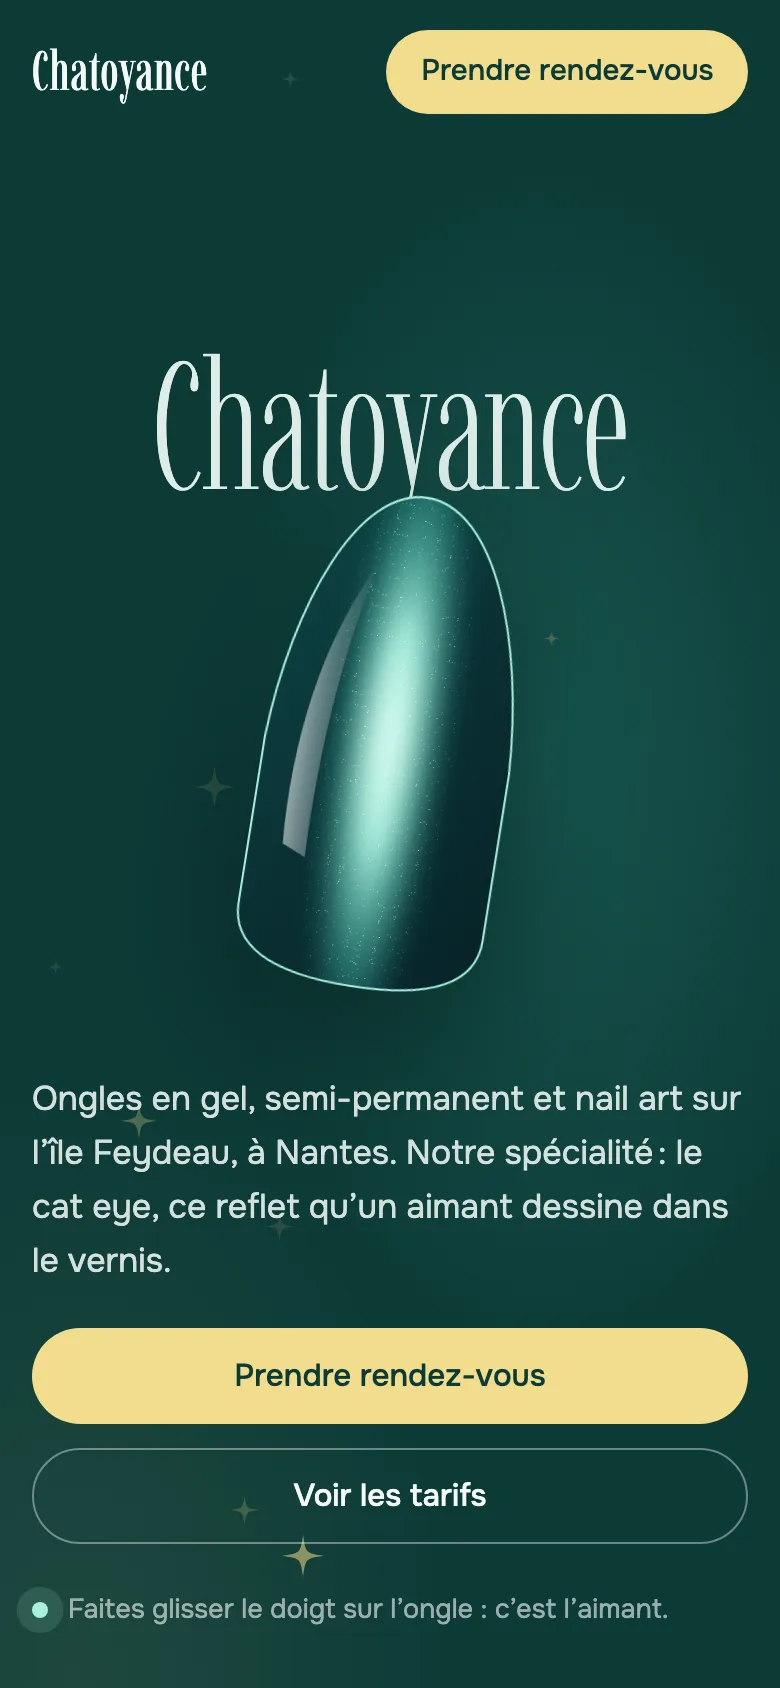 Chatoyance
Prendre rendez-vous
Chatoyance
Ongles en gel, semi-permanent et nail art sur
l’île Feydeau, à Nantes. Notre spécialité : le
cat eye, ce reflet qu’un aimant dessine dans
le vernis.
Prendre rendez-vous
Voir les tarifs
Faites glisser le doigt sur l’ongle : c’est l’aimant.